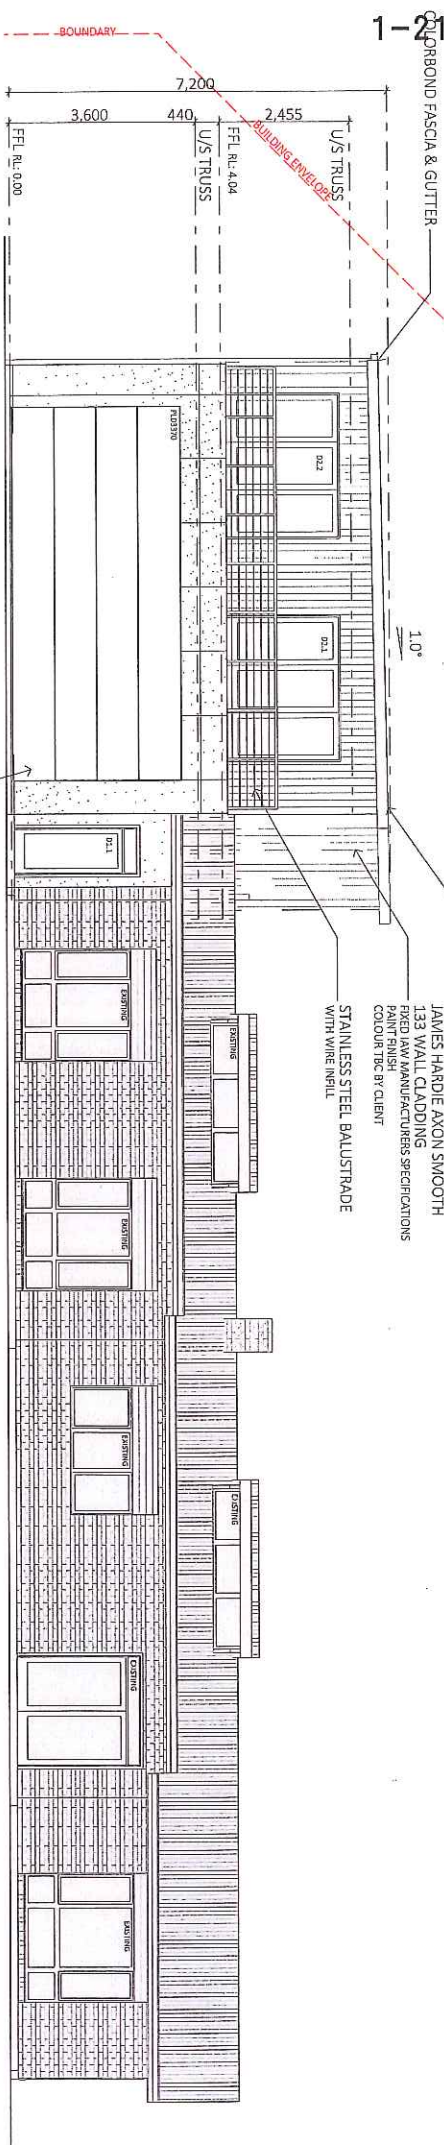 1-21
COLORBOND FASCIA & GUTTER
BOUNDARY
BUILDING ENVELOPE
7,200
3,600
440
2,455
FFL RL: 0.00
U/S TRUSS
FFL RL: 4.04
U/S TRUSS
1.0°
PLD3370
D2.2
D2.1
D1.1
JAMES HARDIE AXON SMOOTH
133 WALL CLADDING
FIXED IAW MANUFACTURERS SPECIFICATIONS
PAINT FINISH
COLOUR TBC BY CLIENT
STAINLESS STEEL BALUSTRADE
WITH WIRE INFILL
EXISTING
EXISTING
EXISTING
EXISTING
EXISTING
EXISTING
EXISTING